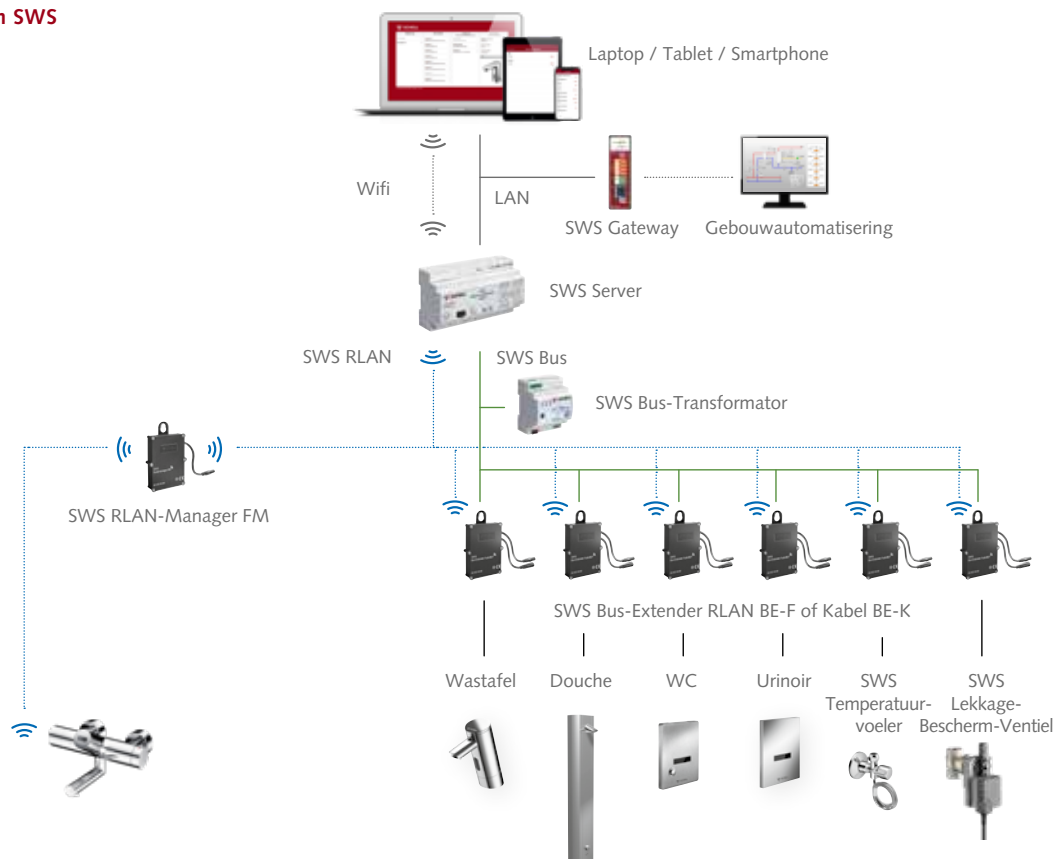 n SWS
Laptop / Tablet / Smartphone
Wifi
LAN
SWS Gateway
Gebouwautomatisering
SWS Server
SWS RLAN
SWS Bus
SWS Bus-Transformator
SWS RLAN-Manager FM
SWS Bus-Extender RLAN BE-F of Kabel BE-K
Wastafel
Douche
WC
Urinoir
SWS
Temperatuur-
voeler
SWS
Lekkage-
Bescherm-Ventiel